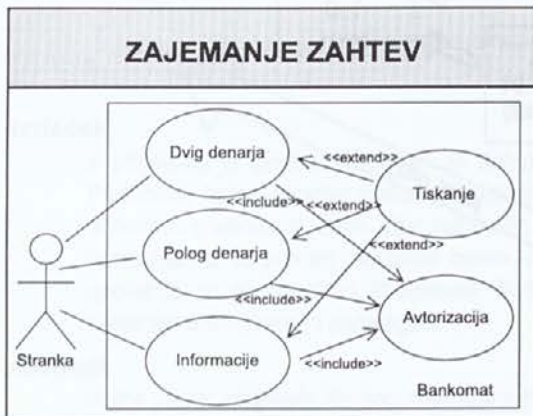 ZAJEMANJE ZAHTEV
Dvig denarja
<<extend>>
Tiskanje
<<include>>
<<extend>>
Polog denarja
<<extend>>
<<include>>
Avtorizacija
Stranka
Informacije
<<include>>
Bankomat